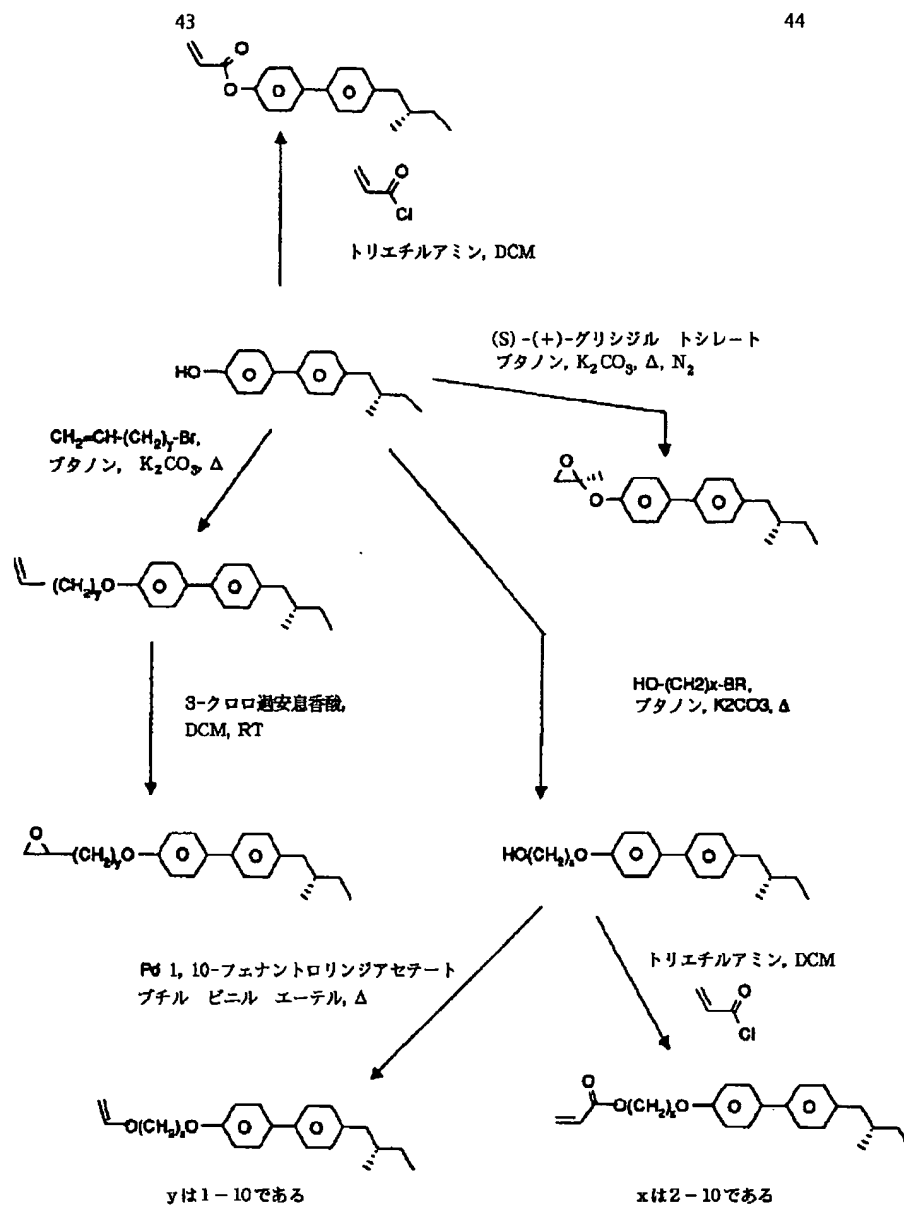 43
44
O
O
O
O
O
Cl
トリエチルアミン, DCM
(S)-(+)-グリシジル トシレート
ブタノン, K2CO3, Δ, N2
HO
O
O
CH2=CH-(CH2)y-Br,
ブタノン, K2CO3, Δ
O
O
O
O
(CH2)yO
O
O
3-クロロ過安息香酸,
DCM, RT
HO-(CH2)x-BR,
ブタノン, K2CO3, Δ
O
(CH2)yO
O
O
HO(CH2)xO
O
O
Pd 1, 10-フェナントロリンジアセテート
ブチル ビニル エーテル, Δ
トリエチルアミン, DCM
O
Cl
O(CH2)xO
O
O
O
O(CH2)xO
O
O
yは1－10である
xは2－10である